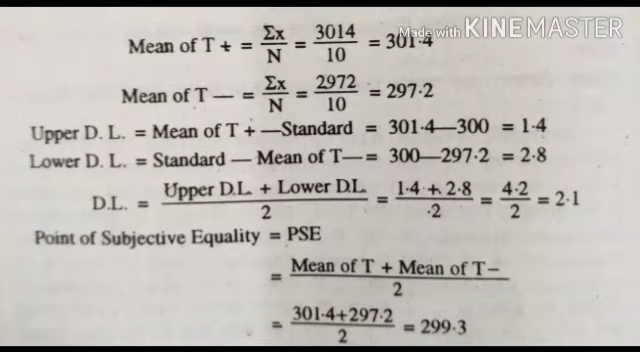 Made with KINEMASTER
Mean of T + = Σx/N = 3014/10 = 301·4
Mean of T — = Σx/N = 2972/10 = 297·2
Upper D. L. = Mean of T + —Standard = 301·4—300 = 1·4
Lower D. L. = Standard — Mean of T— = 300—297·2 = 2·8
D.L. = Upper D.L. + Lower D.L./2 = 1·4 + 2·8/·2 = 4·2/2 = 2·1
Point of Subjective Equality = PSE
= Mean of T + Mean of T−/2
= 301·4+297·2/2 = 299·3